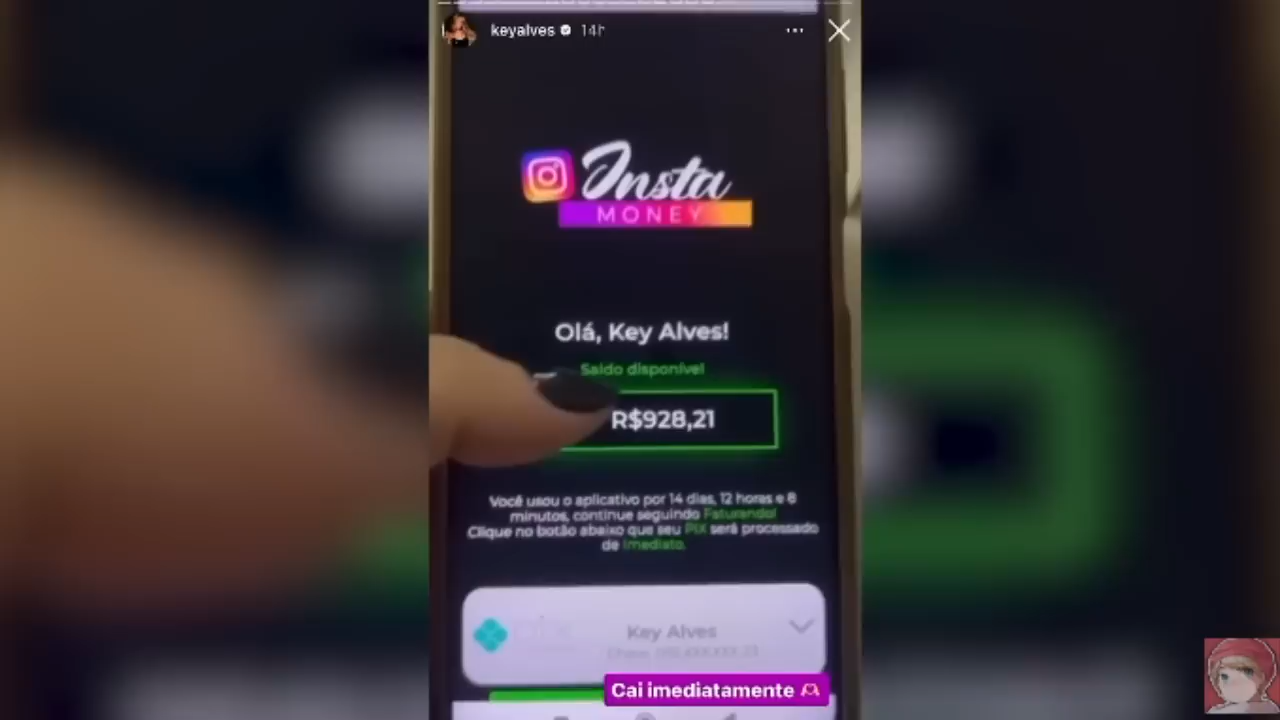 keyalves 14h
Insta
MONEY
Olá, Key Alves!
Saldo disponível
R$928,21
Você usou o aplicativo por 14 dias, 12 horas e 8
minutos, continue seguindo Faturando!
Clique no botão abaixo que seu PIX será processado
de imediato.
Key Alves
Cai imediatamente